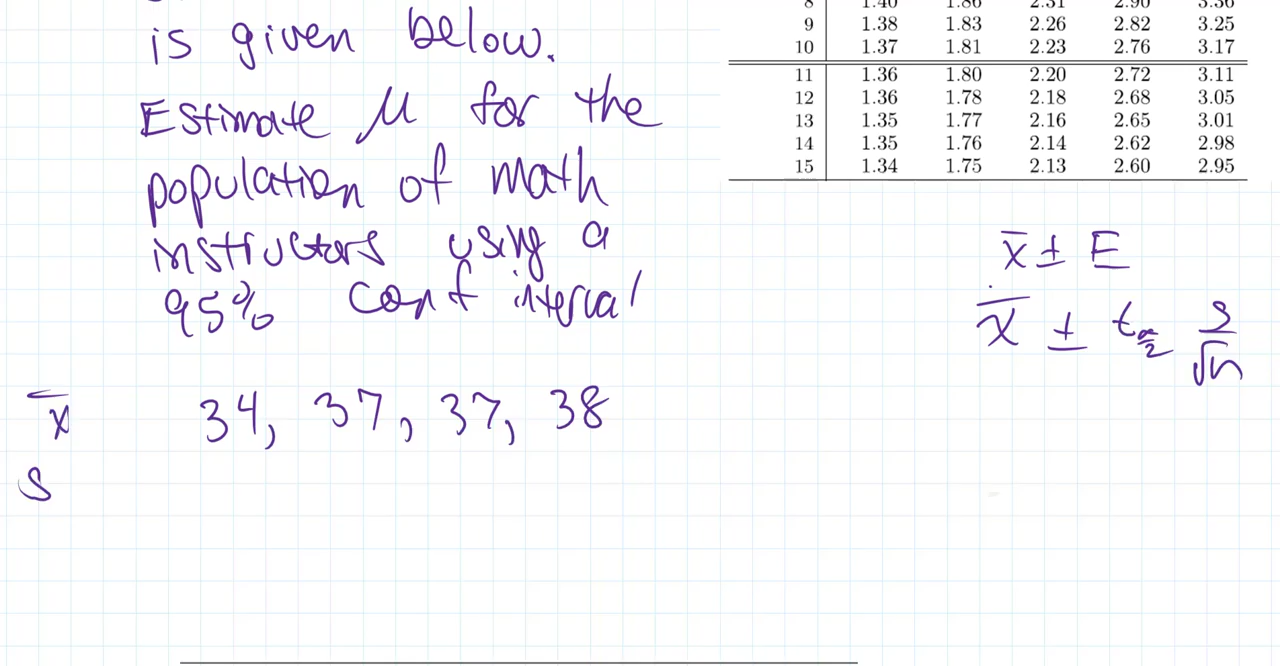 is given below.
Estimate μ for the
population of math
instructors using a
95% conf interval
x̄ 34, 37, 37, 38
s
8 1.40 1.86 2.31 2.90 3.36
9 1.38 1.83 2.26 2.82 3.25
10 1.37 1.81 2.23 2.76 3.17
11 1.36 1.80 2.20 2.72 3.11
12 1.36 1.78 2.18 2.68 3.05
13 1.35 1.77 2.16 2.65 3.01
14 1.35 1.76 2.14 2.62 2.98
15 1.34 1.75 2.13 2.60 2.95
x̄ ± E
x̄ ± t_{α/2} s/√n